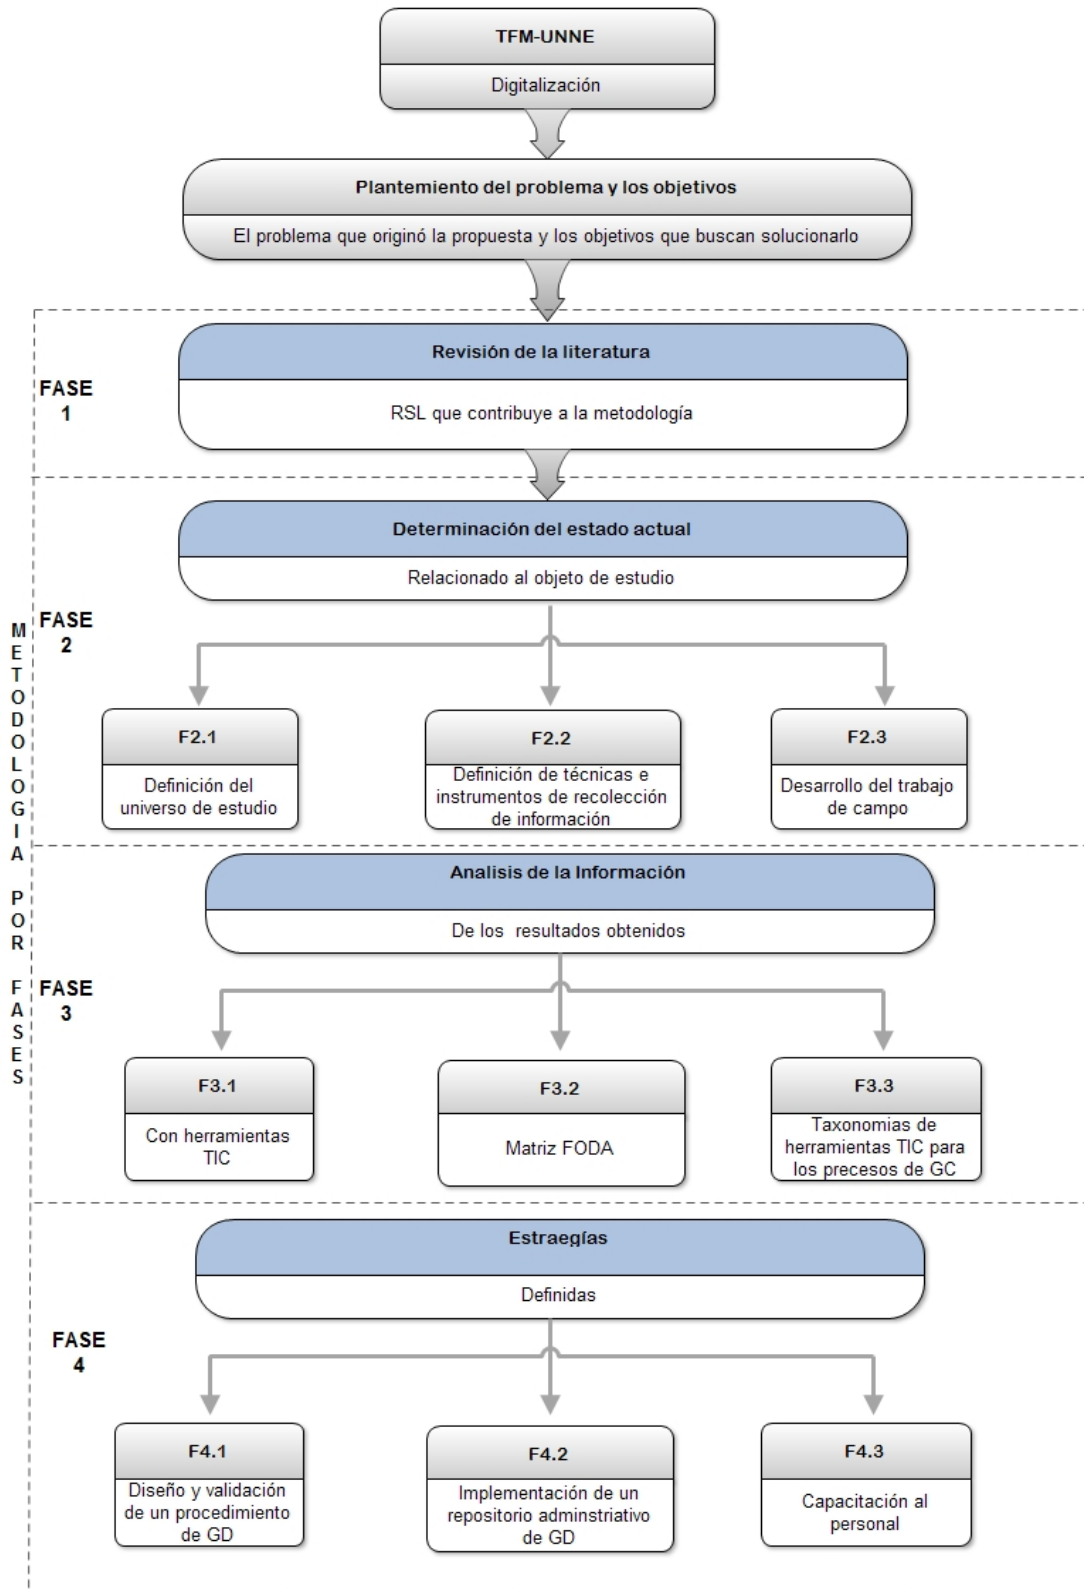 TFM-UNNE
Digitalización
Plantemiento del problema y los objetivos
El problema que originó la propuesta y los objetivos que buscan solucionarlo
METODOLOGIA POR FASES
FASE
1
Revisión de la literatura
RSL que contribuye a la metodología
FASE
2
Determinación del estado actual
Relacionado al objeto de estudio
F2.1
Definición del
universo de estudio
F2.2
Definición de técnicas e
instrumentos de recolección
de información
F2.3
Desarrollo del trabajo
de campo
FASE
3
Analisis de la Información
De los resultados obtenidos
F3.1
Con herramientas
TIC
F3.2
Matriz FODA
F3.3
Taxonomias de
herramientas TIC para
los precesos de GC
FASE
4
Estraegías
Definidas
F4.1
Diseño y validación
de un procedimiento
de GD
F4.2
Implementación de un
repositorio adminstriativo
de GD
F4.3
Capacitación al
personal